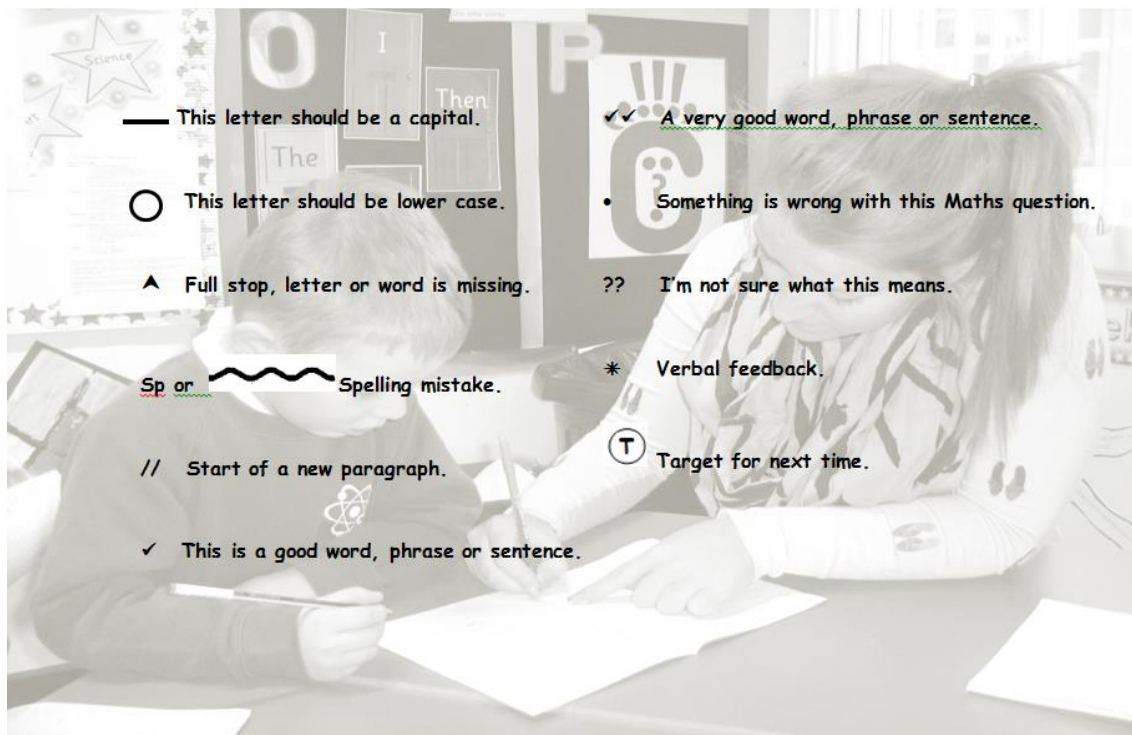 Science
O
I
P
Then
The
C
?
— This letter should be a capital.
◯ This letter should be lower case.
⮝ Full stop, letter or word is missing.
Sp or 〰 Spelling mistake.
// Start of a new paragraph.
✓ This is a good word, phrase or sentence.
✓✓ A very good word, phrase or sentence.
• Something is wrong with this Maths question.
?? I'm not sure what this means.
✳ Verbal feedback.
Ⓣ Target for next time.